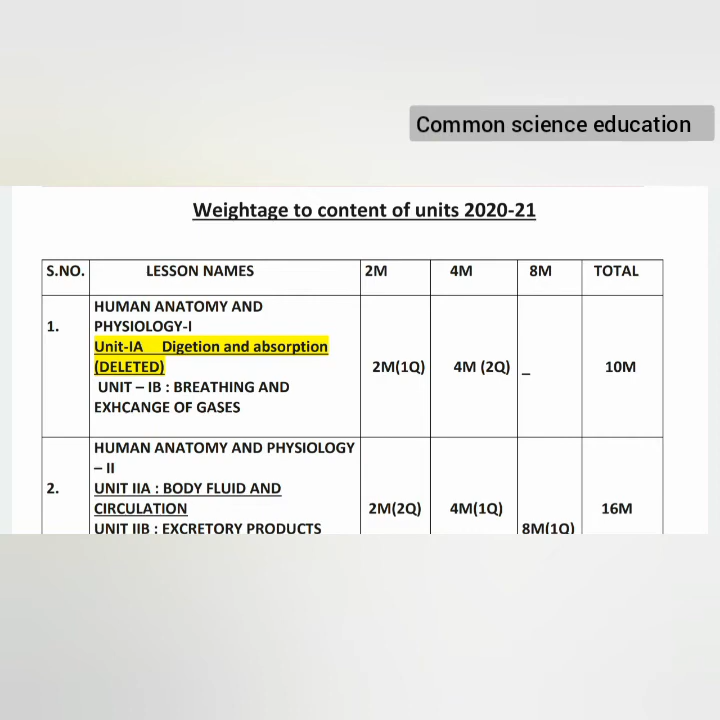 Common science education
Weightage to content of units 2020-21
S.NO. LESSON NAMES 2M 4M 8M TOTAL
HUMAN ANATOMY AND
1. PHYSIOLOGY-I
Unit-IA Digetion and absorption
(DELETED) 2M(1Q) 4M (2Q) _ 10M
UNIT – IB : BREATHING AND
EXHCANGE OF GASES
HUMAN ANATOMY AND PHYSIOLOGY
– II
2. UNIT IIA : BODY FLUID AND
CIRCULATION 2M(2Q) 4M(1Q) 16M
UNIT IIB : EXCRETORY PRODUCTS 8M(1Q)